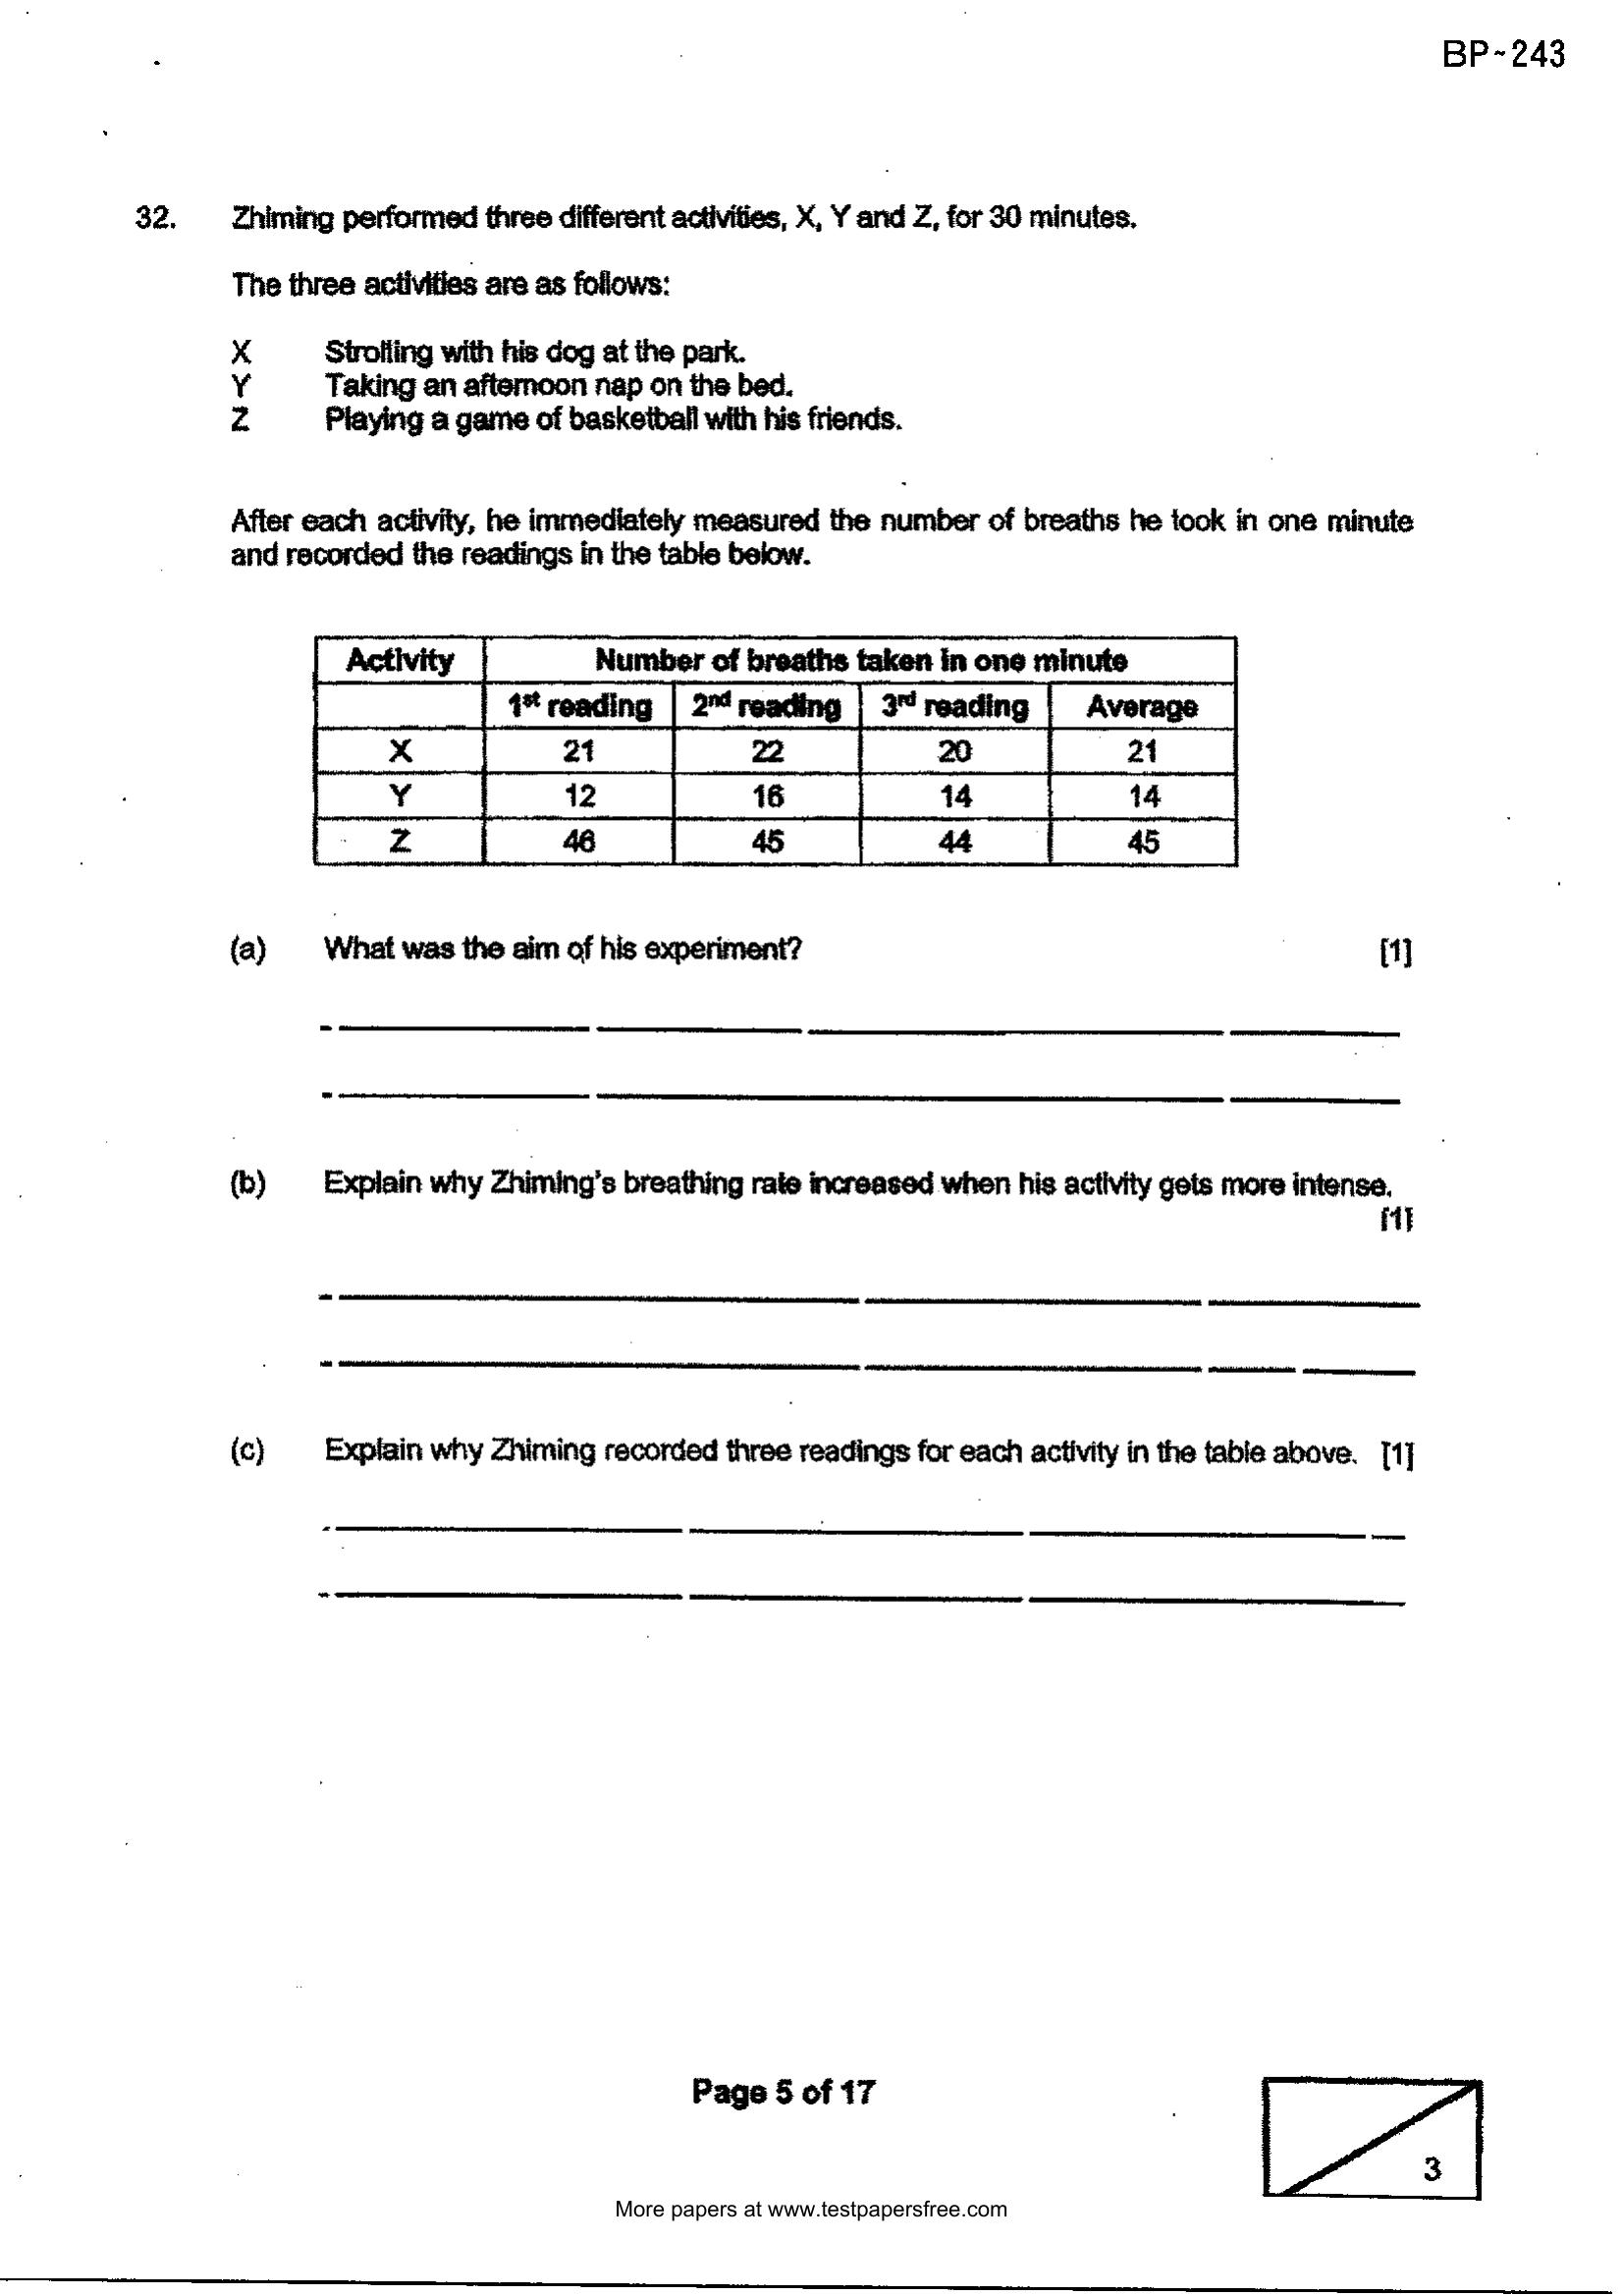 BP-243
32. Zhiming performed three different activities, X, Y and Z, for 30 minutes.
The three activities are as follows:
X Strolling with his dog at the park.
Y Taking an afternoon nap on the bed.
Z Playing a game of basketball with his friends.
After each activity, he immediately measured the number of breaths he took in one minute
and recorded the readings in the table below.
Activity Number of breaths taken in one minute
1st reading 2nd reading 3rd reading Average
X 21 22 20 21
Y 12 16 14 14
Z 46 45 44 45
(a) What was the aim of his experiment? [1]
(b) Explain why Zhiming's breathing rate increased when his activity gets more intense.
[1]
(c) Explain why Zhiming recorded three readings for each activity in the table above. [1]
Page 5 of 17
3
More papers at www.testpapersfree.com